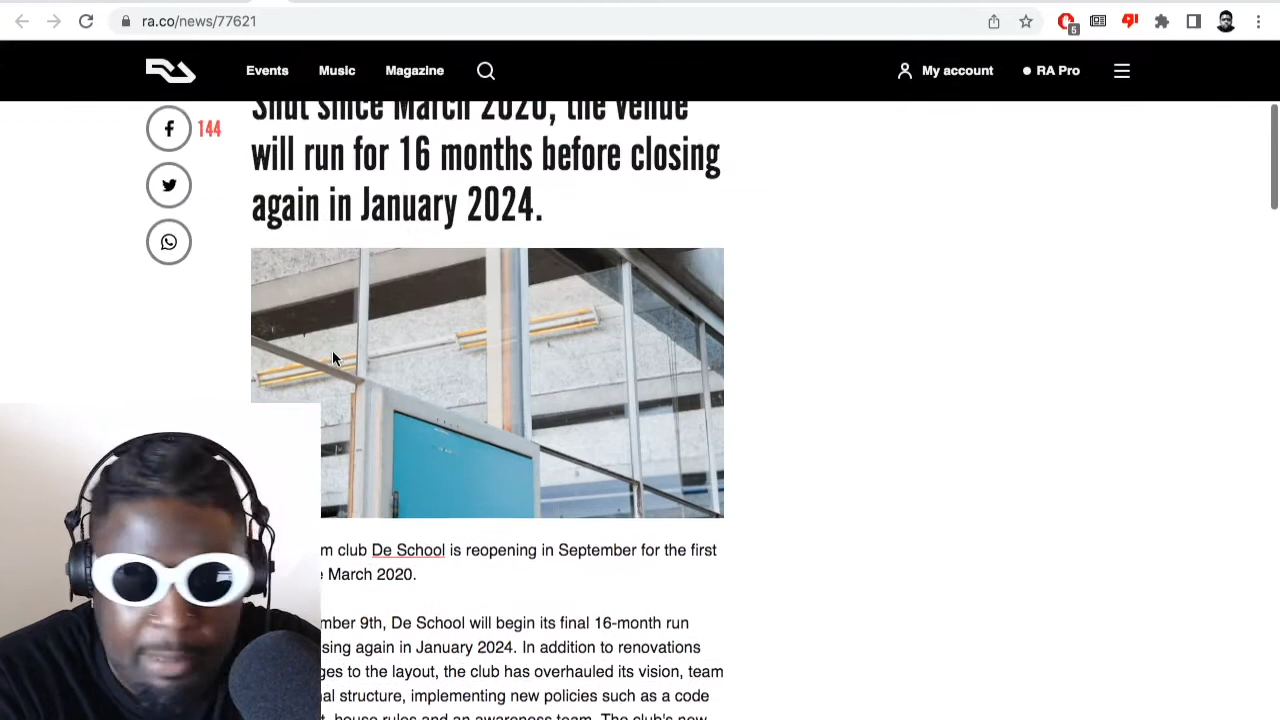 ra.co/news/77621
5
Events
Music
Magazine
My account
RA Pro
144
Shut since March 2020, the venue
will run for 16 months before closing
again in January 2024.
m club De School is reopening in September for the first
March 2020.
mber 9th, De School will begin its final 16-month run
sing again in January 2024. In addition to renovations
ges to the layout, the club has overhauled its vision, team
al structure, implementing new policies such as a code
t, house rules and an awareness team. The club's new